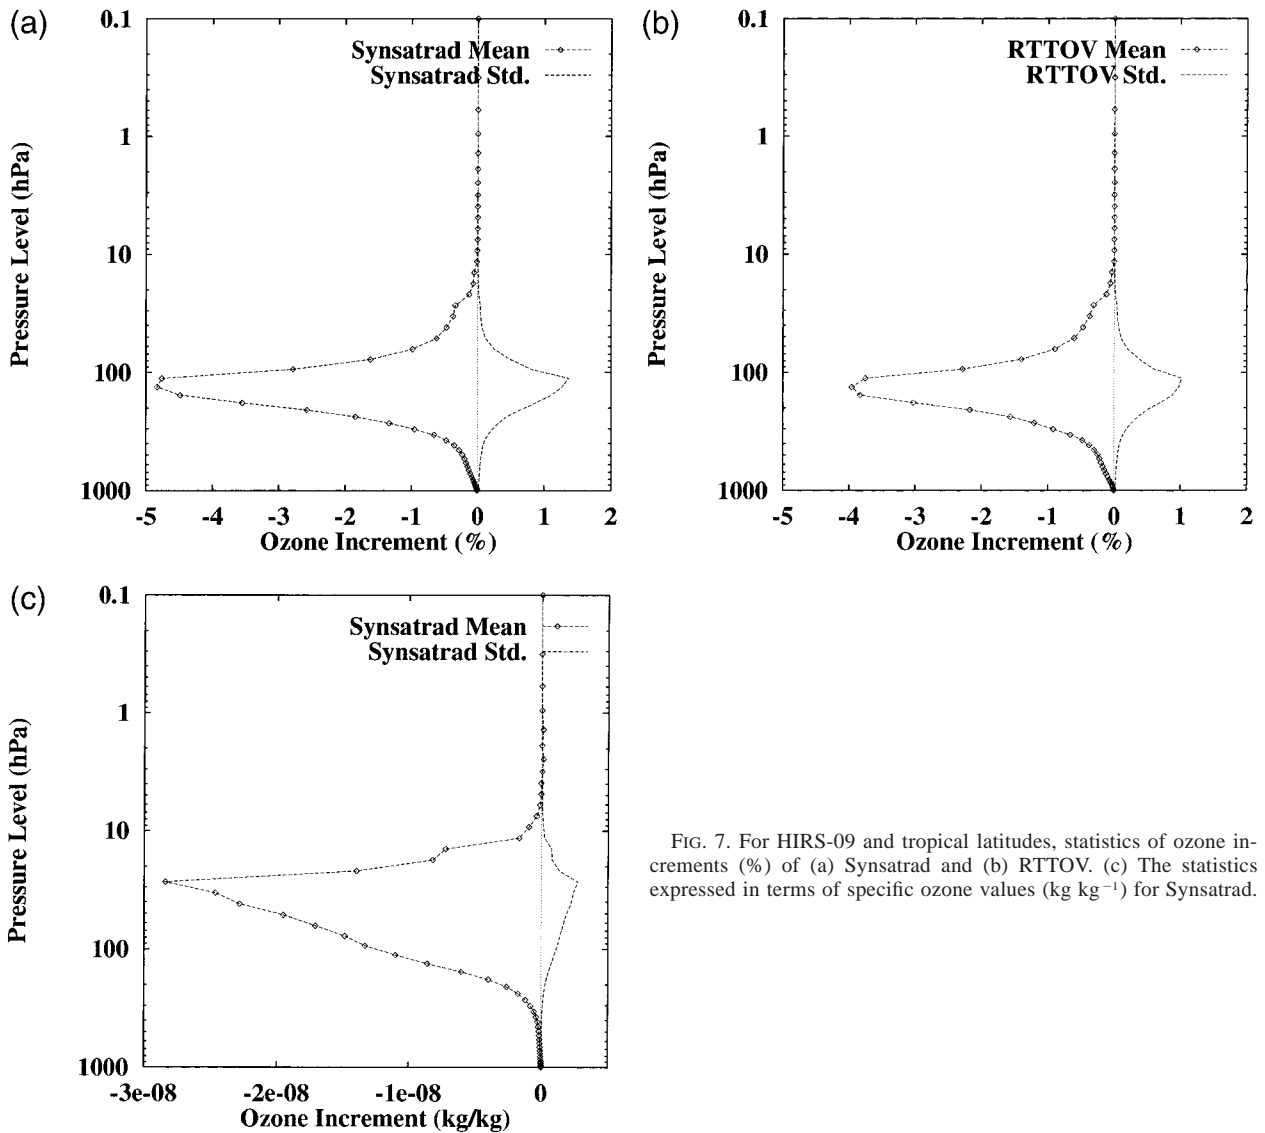 (a)
0.1
1
10
100
1000
Pressure Level (hPa)
Synsatrad Mean
Synsatrad Std.
-5 -4 -3 -2 -1 0 1 2
Ozone Increment (%)
(b)
0.1
1
10
100
1000
Pressure Level (hPa)
RTTOV Mean
RTTOV Std.
-5 -4 -3 -2 -1 0 1 2
Ozone Increment (%)
(c)
0.1
1
10
100
1000
Pressure Level (hPa)
Synsatrad Mean
Synsatrad Std.
-3e-08 -2e-08 -1e-08 0
Ozone Increment (kg/kg)
FIG. 7. For HIRS-09 and tropical latitudes, statistics of ozone in-
crements (%) of (a) Synsatrad and (b) RTTOV. (c) The statistics
expressed in terms of specific ozone values (kg kg⁻¹) for Synsatrad.